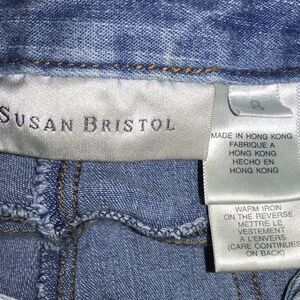 SUSAN BRISTOL
8
MADE IN HONG KONG
FABRIQUE A
HONG KONG
HECHO EN
HONG KONG
WARM IRON
ON THE REVERSE
METTRE LE
VESTEMENT
A L'ENVERS
(CARE CONTINUES
ON BACK)